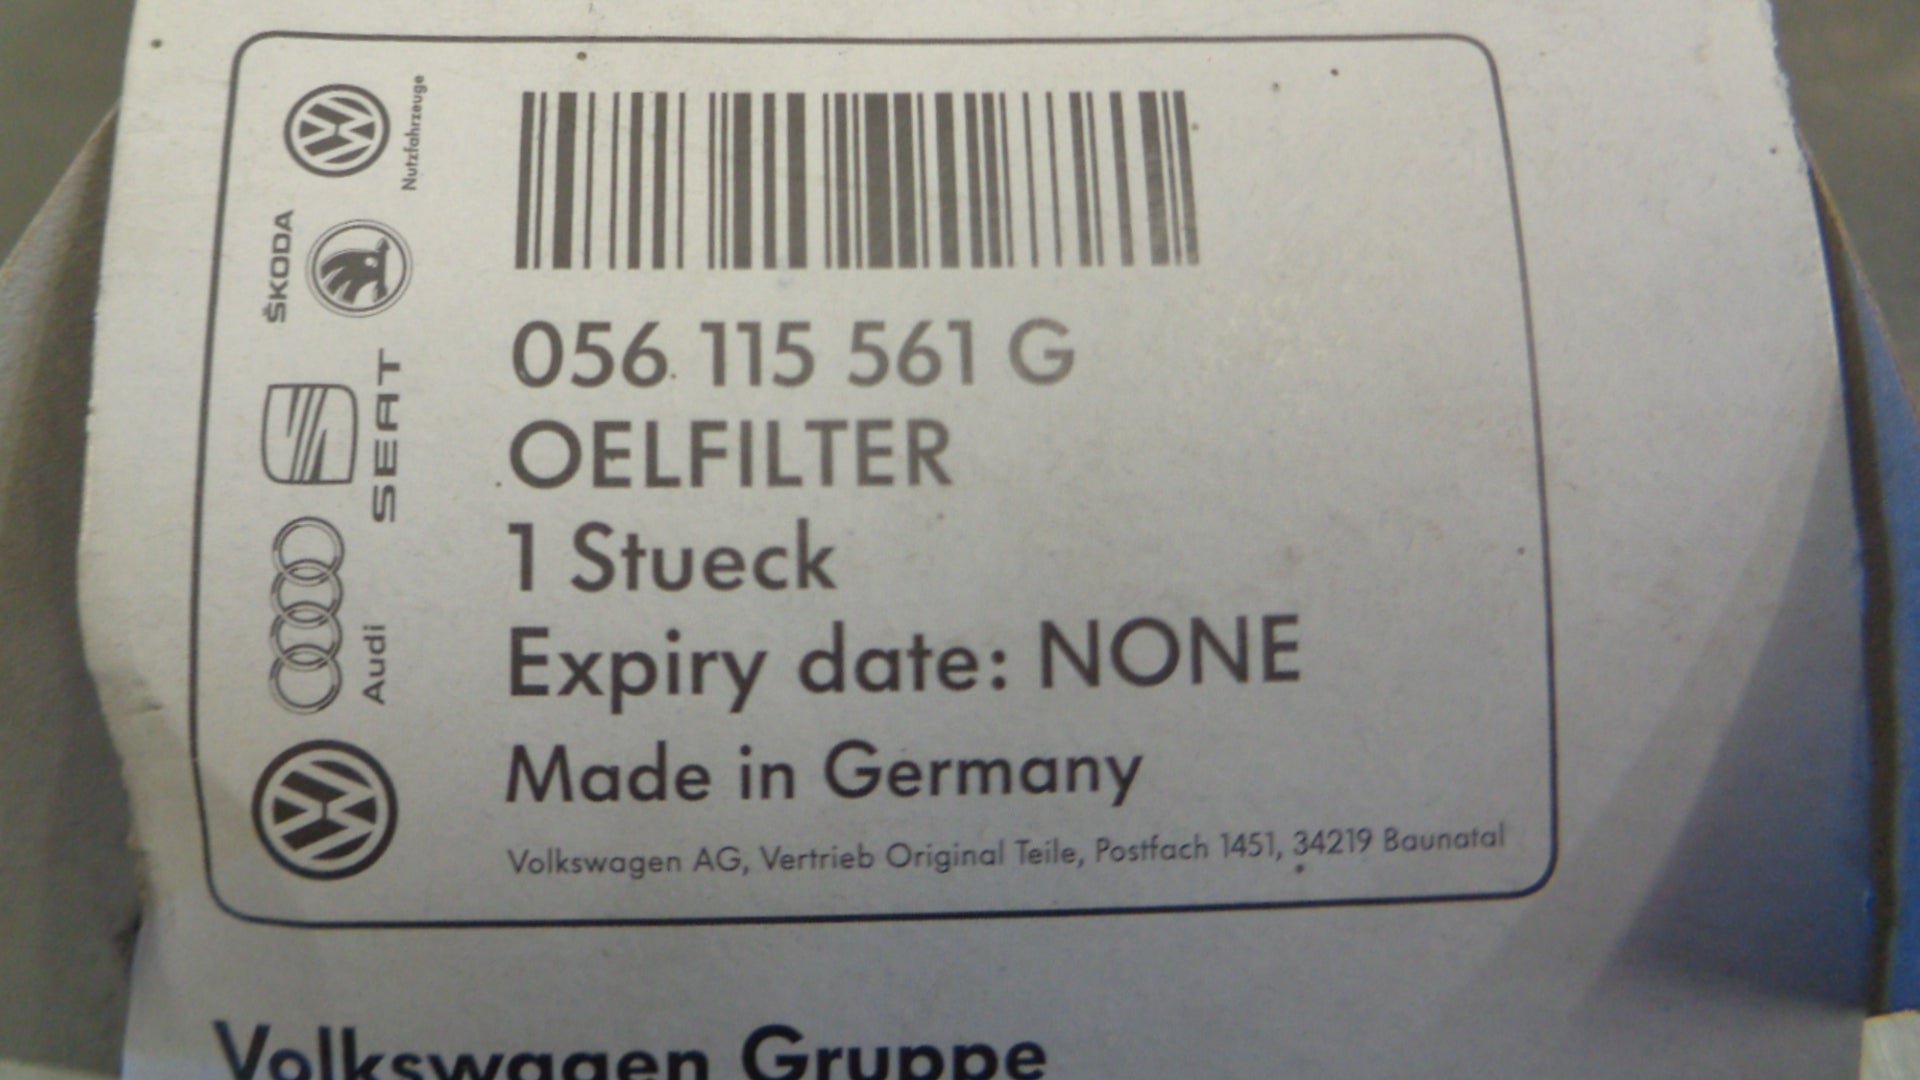 Nutzfahrzeuge
ŠKODA
SEAT
Audi
056 115 561 G
OELFILTER
1 Stueck
Expiry date: NONE
Made in Germany
Volkswagen AG, Vertrieb Original Teile, Postfach 1451, 34219 Baunatal
Volkswagen Gruppe